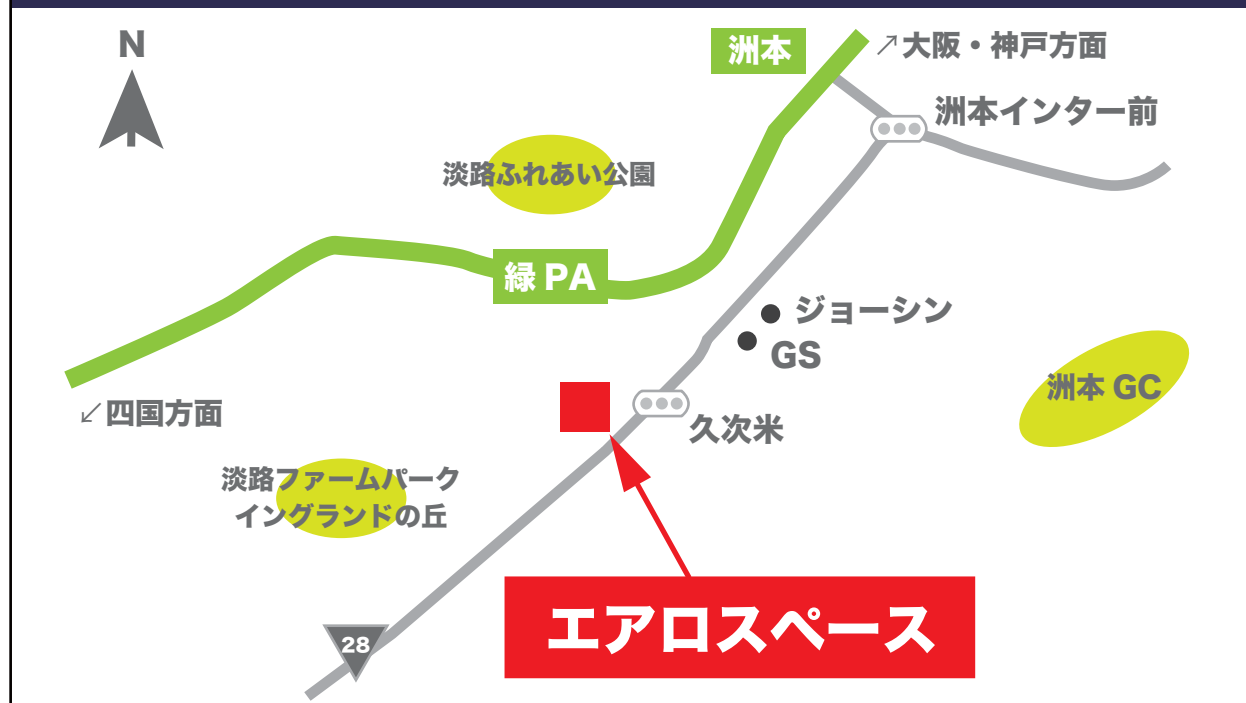 N
洲本
↗大阪・神戸方面
洲本インター前
淡路ふれあい公園
緑PA
ジョーシン
GS
洲本 GC
↙四国方面
久次米
淡路ファームパーク
イングランドの丘
エアロスペース
28